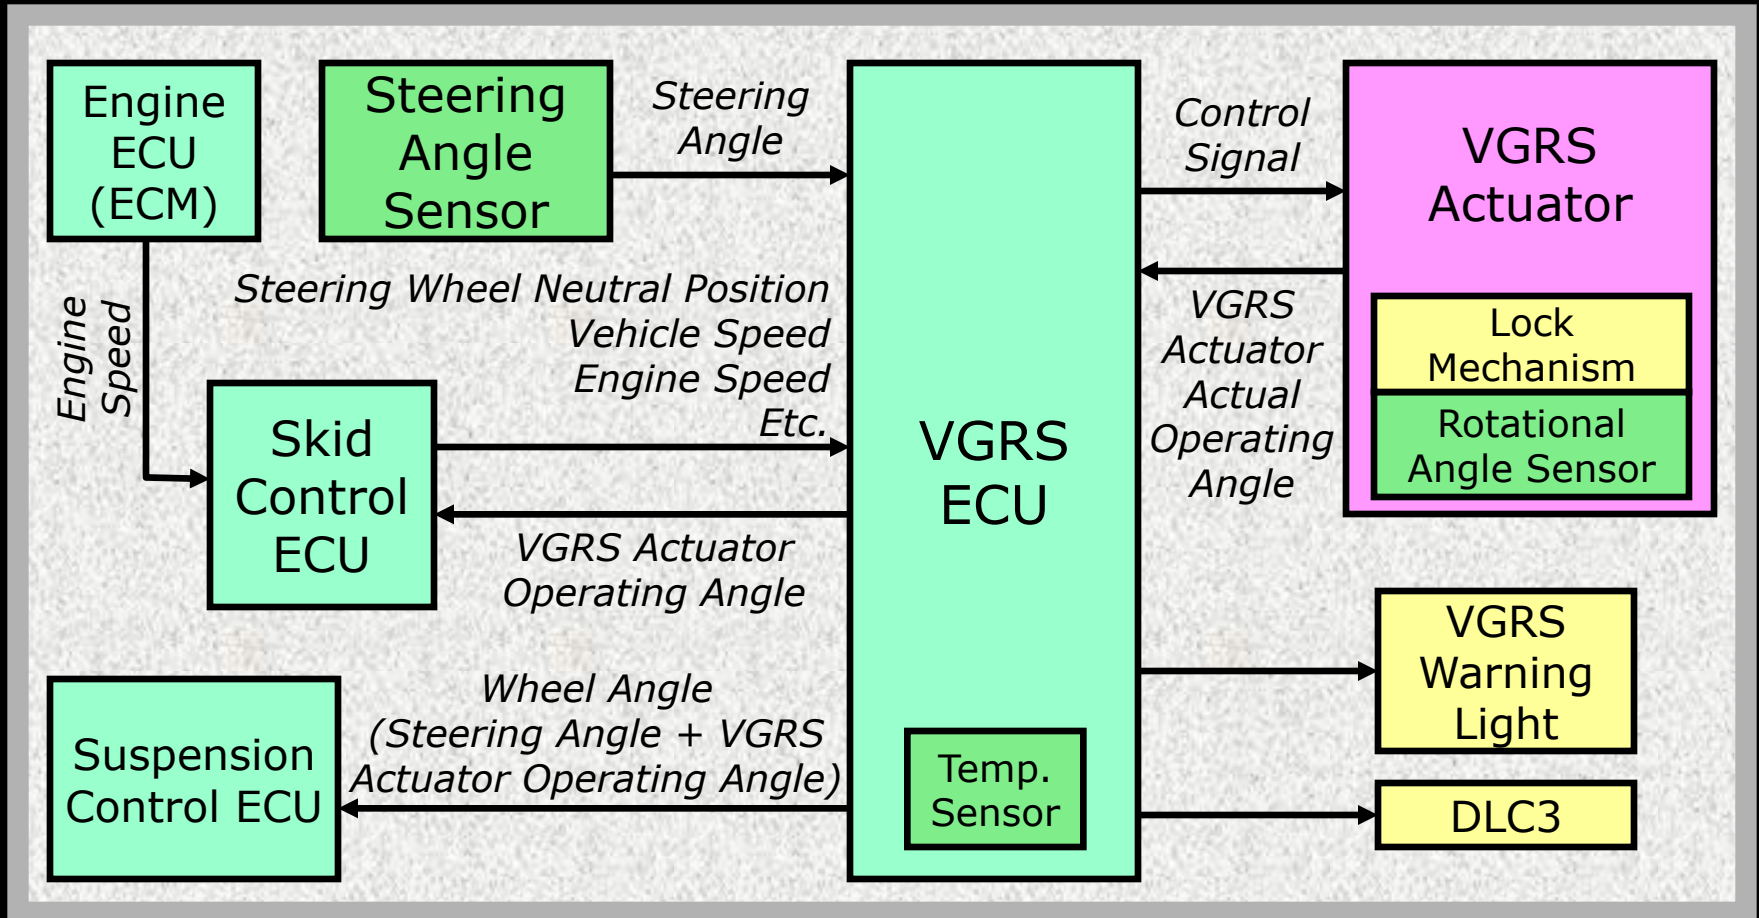 Engine
ECU
(ECM)
Steering
Angle
Sensor
Steering
Angle
Control
Signal
VGRS
Actuator
Engine
Speed
Steering Wheel Neutral Position
Vehicle Speed
Engine Speed
Etc.
VGRS
Actuator
Actual
Operating
Angle
Lock
Mechanism
Rotational
Angle Sensor
Skid
Control
ECU
VGRS
ECU
VGRS Actuator
Operating Angle
Suspension
Control ECU
Wheel Angle
(Steering Angle + VGRS
Actuator Operating Angle)
Temp.
Sensor
VGRS
Warning
Light
DLC3